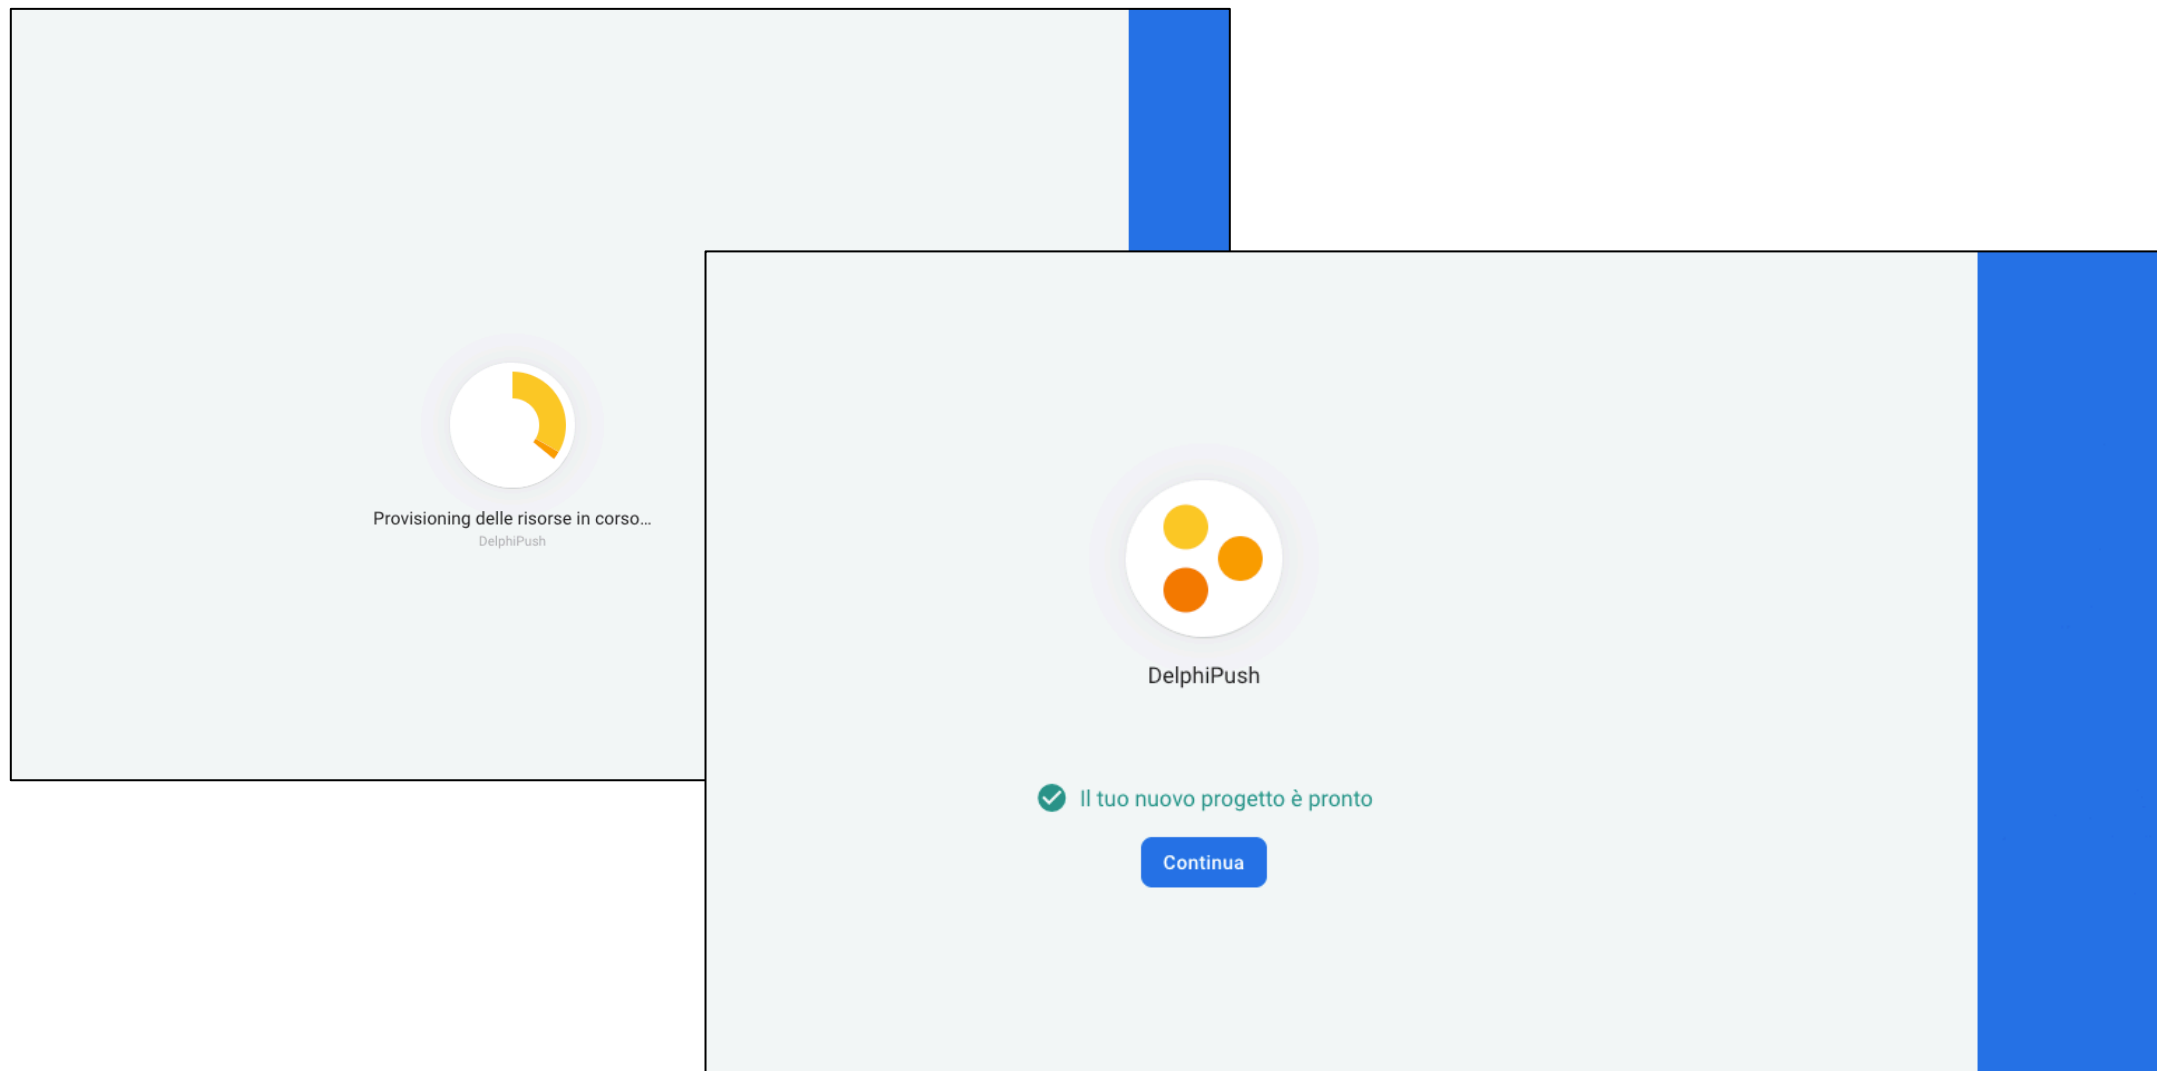 Provisioning delle risorse in corso...
DelphiPush
DelphiPush
Il tuo nuovo progetto è pronto
Continua